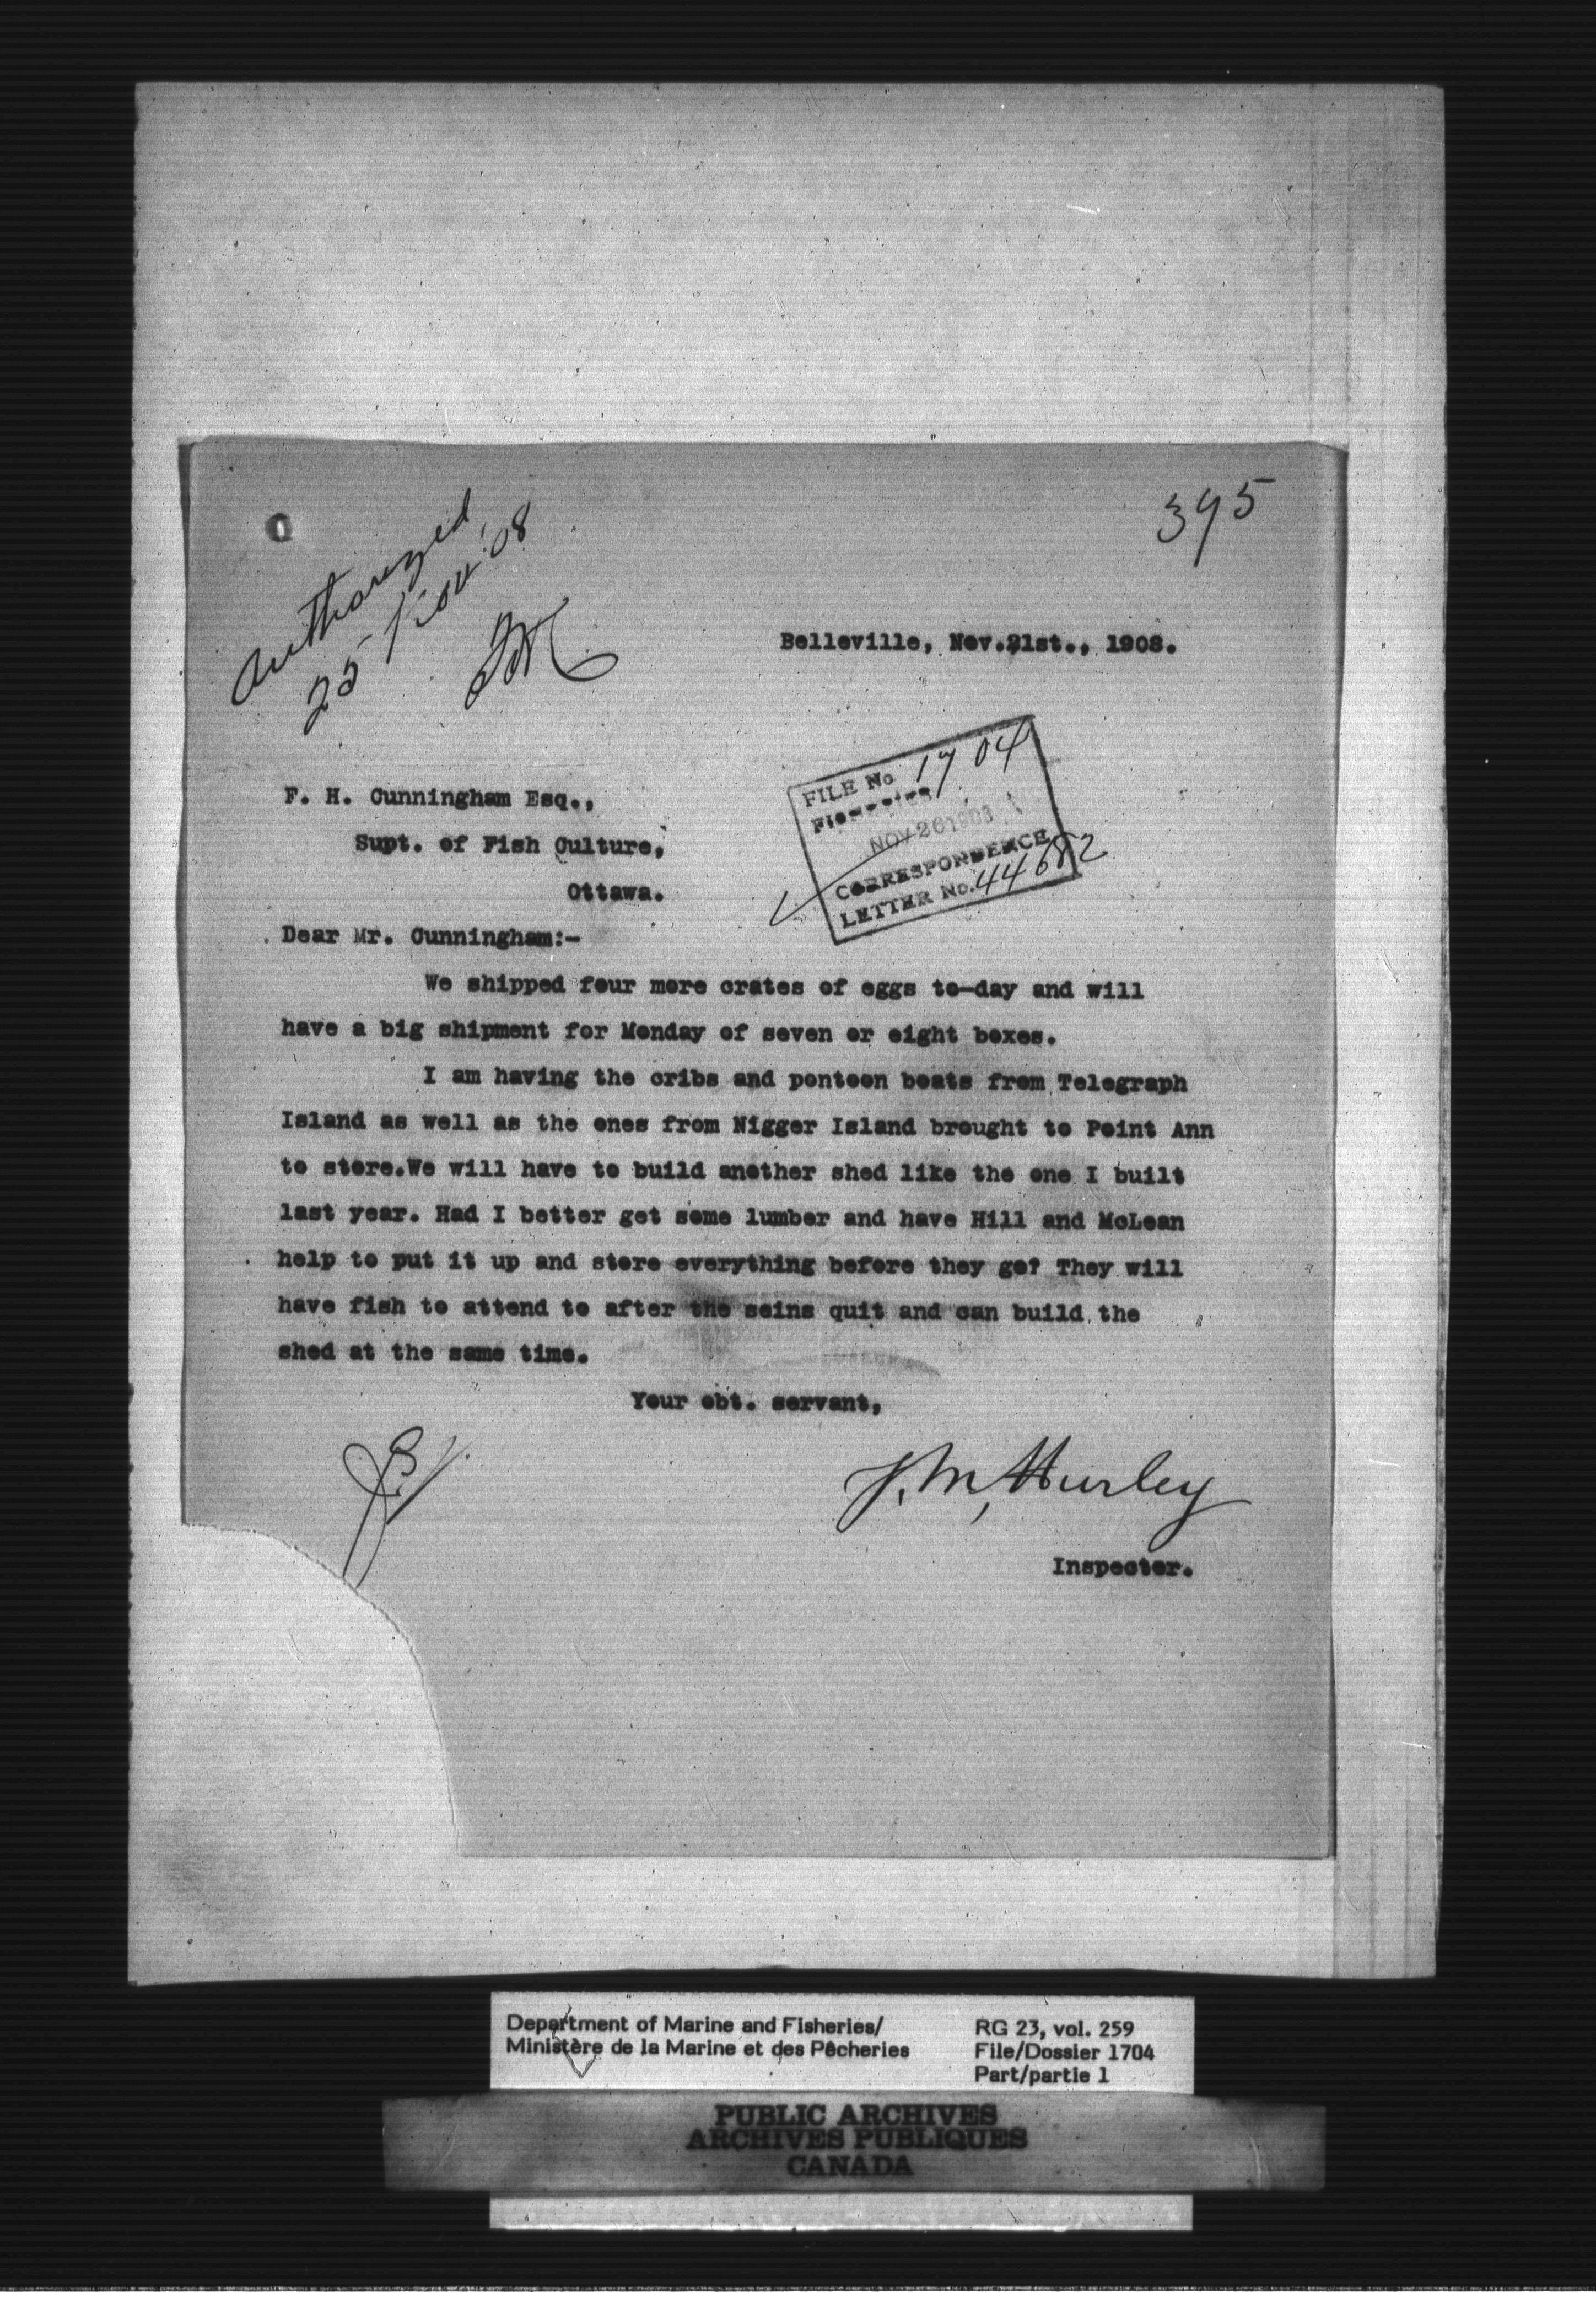 395
Authorized
25 Nov '08
Belleville, Nov.21st., 1908.
FILE No 1704
Fisheries
NOV 26 1908
CORRESPONDENCE
LETTER No. 44682
F. H. Cunningham Esq.,
Supt. of Fish Culture,
Ottawa.
Dear Mr. Cunningham:-
We shipped four more crates of eggs to-day and will
have a big shipment for Monday of seven or eight boxes.
I am having the cribs and pontoon boats from Telegraph
Island as well as the ones from Nigger Island brought to Point Ann
to store.We will have to build another shed like the one I built
last year. Had I better get some lumber and have Hill and McLean
help to put it up and store everything before they go? They will
have fish to attend to after the seins quit and can build the
shed at the same time.
Your obt. servant,
J. M. Hurley
Inspector.
Department of Marine and Fisheries/
Ministère de la Marine et des Pêcheries
RG 23, vol. 259
File/Dossier 1704
Part/partie 1
PUBLIC ARCHIVES
ARCHIVES PUBLIQUES
CANADA